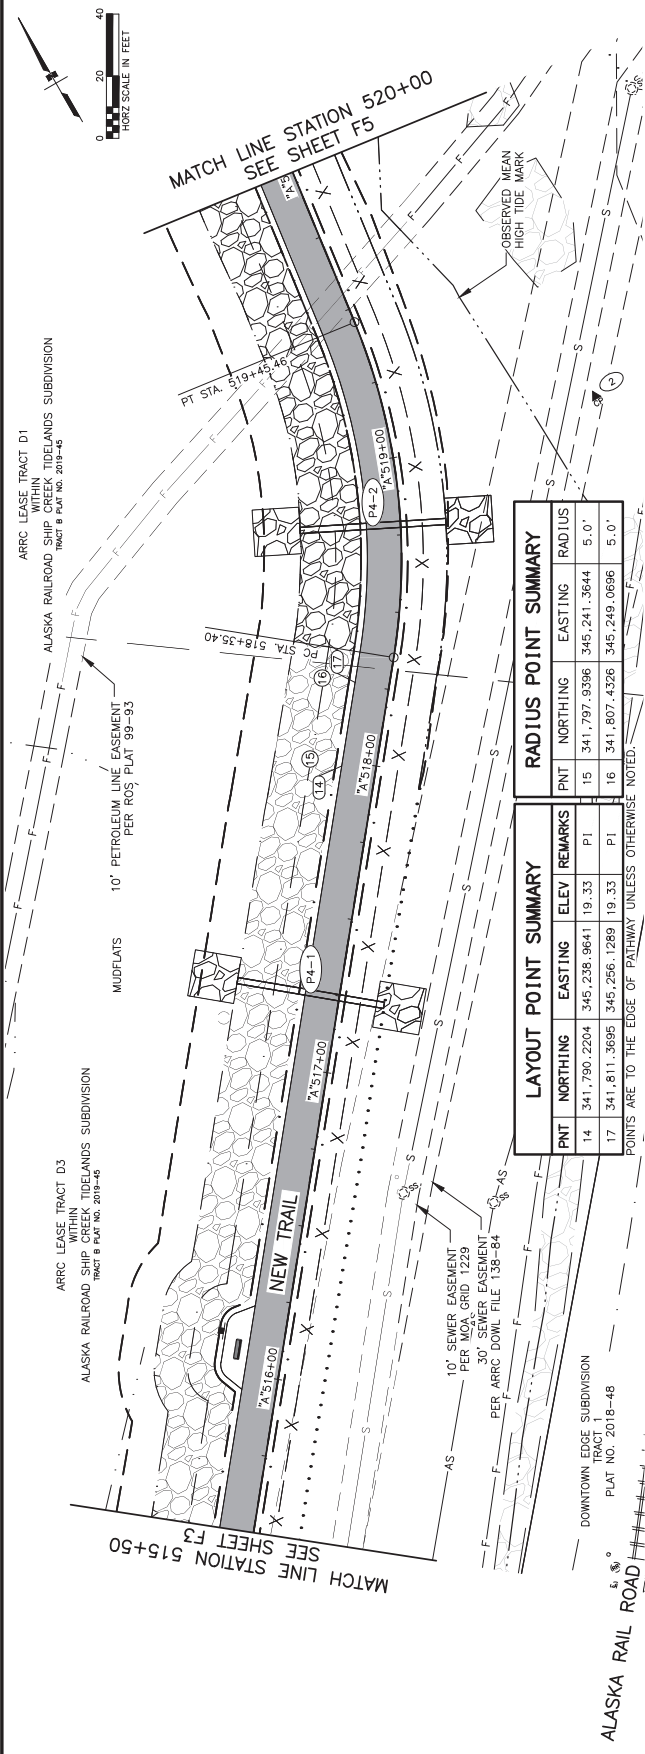 0 20 40
HORZ SCALE IN FEET
MATCH LINE STATION 520+00
SEE SHEET F5
ARRC LEASE TRACT D1
WITHIN
ALASKA RAILROAD SHIP CREEK TIDELANDS SUBDIVISION
TRACT B PLAT NO. 2019-45
OBSERVED MEAN
HIGH TIDE MARK
PT STA. 519+45.46
"A"5
"A"519+00
P4-2
PC STA. 518+35.40
2
10' PETROLEUM LINE EASEMENT
PER ROS PLAT 99-93
MUDFLATS
17
16
15
14
"A"518+00
P4-1
"A"517+00
NEW TRAIL
"A"516+00
ARRC LEASE TRACT D3
WITHIN
ALASKA RAILROAD SHIP CREEK TIDELANDS SUBDIVISION
TRACT B PLAT NO. 2019-45
MATCH LINE STATION 515+50
SEE SHEET F3
10' SEWER EASEMENT
PER MOA GRID 1229
30' SEWER EASEMENT
PER ARRC DOWL FILE 138-84
AS
AS
AS
LAYOUT POINT SUMMARY
PNT NORTHING EASTING ELEV REMARKS
14 341,790.2204 345,238.9641 19.33 PI
17 341,811.3695 345,256.1289 19.33 PI
POINTS ARE TO THE EDGE OF PATHWAY UNLESS OTHERWISE NOTED.
RADIUS POINT SUMMARY
PNT NORTHING EASTING RADIUS
15 341,797.9396 345,241.3644 5.0'
16 341,807.4326 345,249.0696 5.0'
DOWNTOWN EDGE SUBDIVISION
TRACT 1
PLAT NO. 2018-48
ALASKA RAIL ROAD